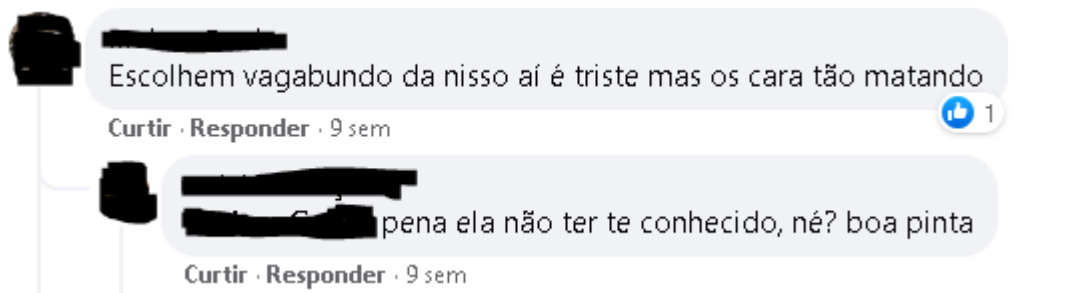 Escolhem vagabundo da nisso aí é triste mas os cara tão matando
1
Curtir · Responder · 9 sem
pena ela não ter te conhecido, né? boa pinta
Curtir · Responder · 9 sem